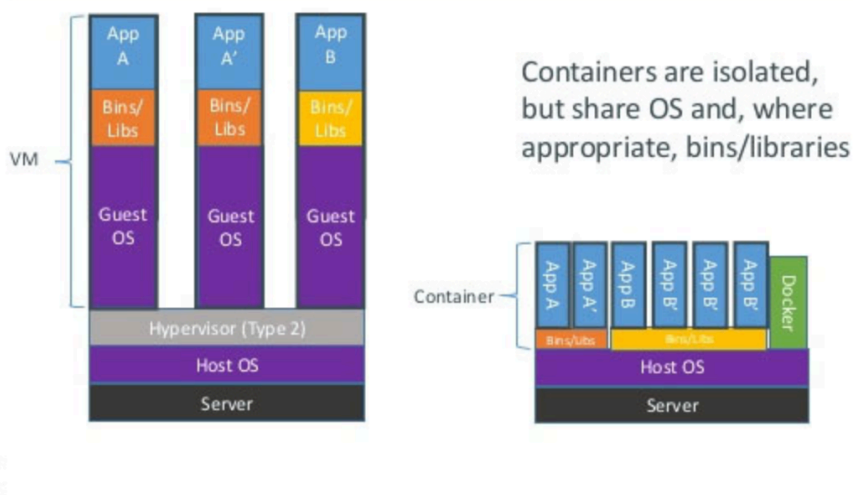 App
A
App
A'
App
B
Bins/
Libs
Bins/
Libs
Bins/
Libs
VM
Guest
OS
Guest
OS
Guest
OS
Hypervisor (Type 2)
Host OS
Server
Containers are isolated,
but share OS and, where
appropriate, bins/libraries
Container
App A
App A'
App B
App B'
App B'
App B'
Docker
Bins/Libs
Bins/Libs
Host OS
Server